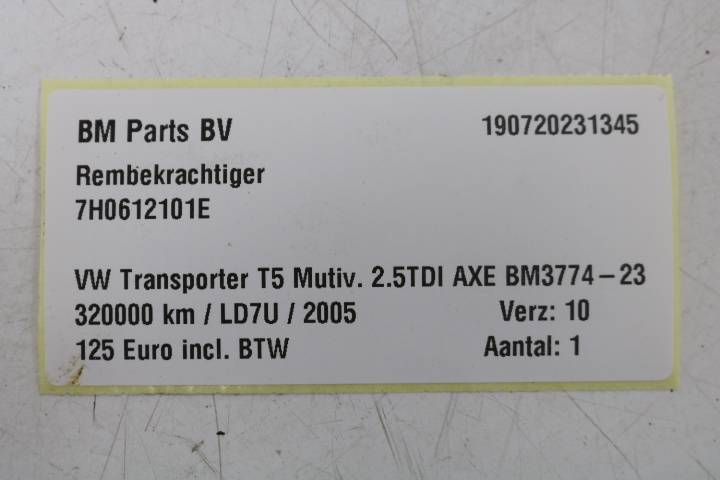 BM Parts BV 190720231345
Rembekrachtiger
7H0612101E
VW Transporter T5 Mutiv. 2.5TDI AXE BM3774-23
320000 km / LD7U / 2005 Verz: 10
125 Euro incl. BTW Aantal: 1